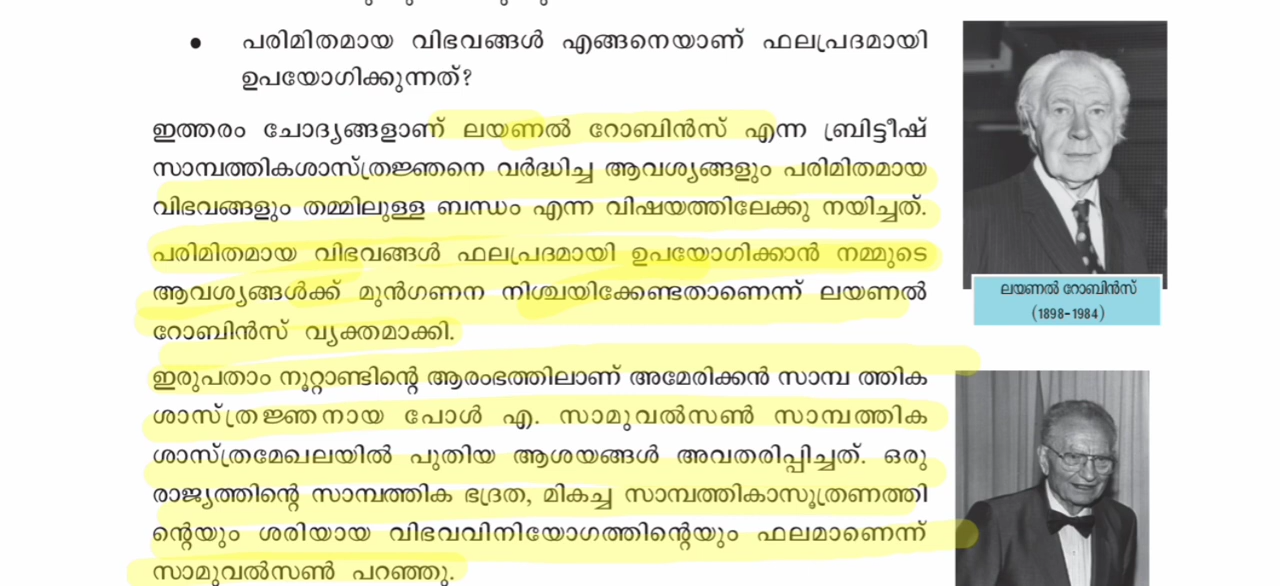 • പരിമിതമായ വിഭവങ്ങൾ എങ്ങനെയാണ് ഫലപ്രദമായി
ഉപയോഗിക്കുന്നത്?
ഇത്തരം ചോദ്യങ്ങളാണ് ലയണൽ റോബിൻസ് എന്ന ബ്രിട്ടീഷ്
സാമ്പത്തികശാസ്ത്രജ്ഞനെ വർദ്ധിച്ച ആവശ്യങ്ങളും പരിമിതമായ
വിഭവങ്ങളും തമ്മിലുള്ള ബന്ധം എന്ന വിഷയത്തിലേക്കു നയിച്ചത്.
പരിമിതമായ വിഭവങ്ങൾ ഫലപ്രദമായി ഉപയോഗിക്കാൻ നമ്മുടെ
ആവശ്യങ്ങൾക്ക് മുൻഗണന നിശ്ചയിക്കേണ്ടതാണെന്ന് ലയണൽ
റോബിൻസ് വ്യക്തമാക്കി.
ഇരുപതാം നൂറ്റാണ്ടിന്റെ ആരംഭത്തിലാണ് അമേരിക്കൻ സാമ്പ ത്തിക
ശാസ്ത്രജ്ഞനായ പോൾ എ. സാമുവൽസൺ സാമ്പത്തിക
ശാസ്ത്രമേഖലയിൽ പുതിയ ആശയങ്ങൾ അവതരിപ്പിച്ചത്. ഒരു
രാജ്യത്തിന്റെ സാമ്പത്തിക ഭദ്രത, മികച്ച സാമ്പത്തികാസൂത്രണത്തി
ന്റെയും ശരിയായ വിഭവവിനിയോഗത്തിന്റെയും ഫലമാണെന്ന്
സാമുവൽസൺ പറഞ്ഞു.
ലയണൽ റോബിൻസ്
(1898-1984)